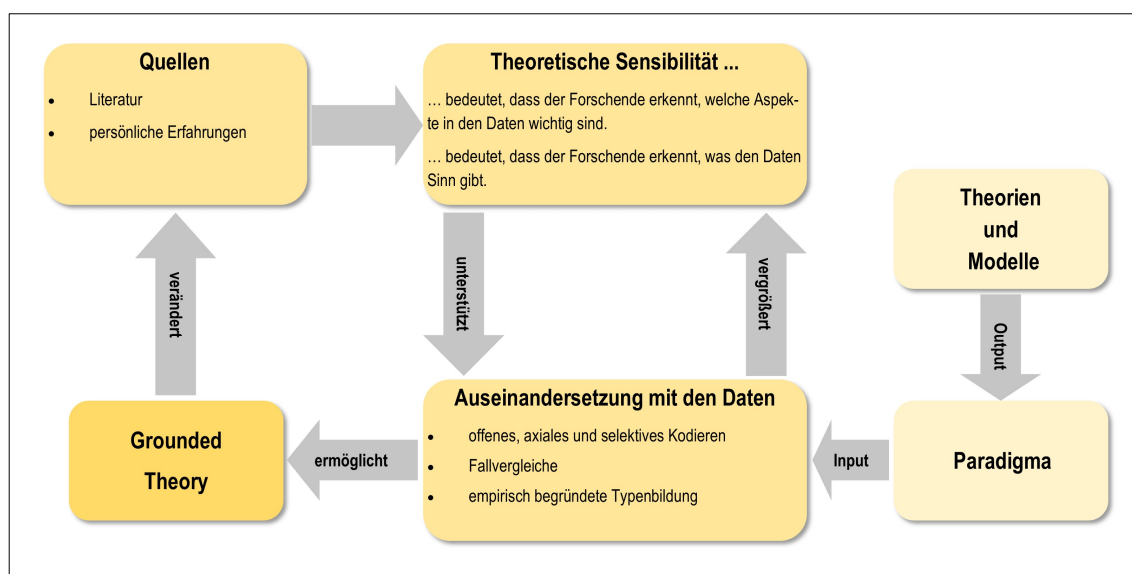 Quellen
• Literatur
• persönliche Erfahrungen
Theoretische Sensibilität ...
… bedeutet, dass der Forschende erkennt, welche Aspek-
te in den Daten wichtig sind.
… bedeutet, dass der Forschende erkennt, was den Daten
Sinn gibt.
Theorien
und
Modelle
verändert
unterstützt
vergrößert
Output
Grounded
Theory
ermöglicht
Auseinandersetzung mit den Daten
• offenes, axiales und selektives Kodieren
• Fallvergleiche
• empirisch begründete Typenbildung
Input
Paradigma